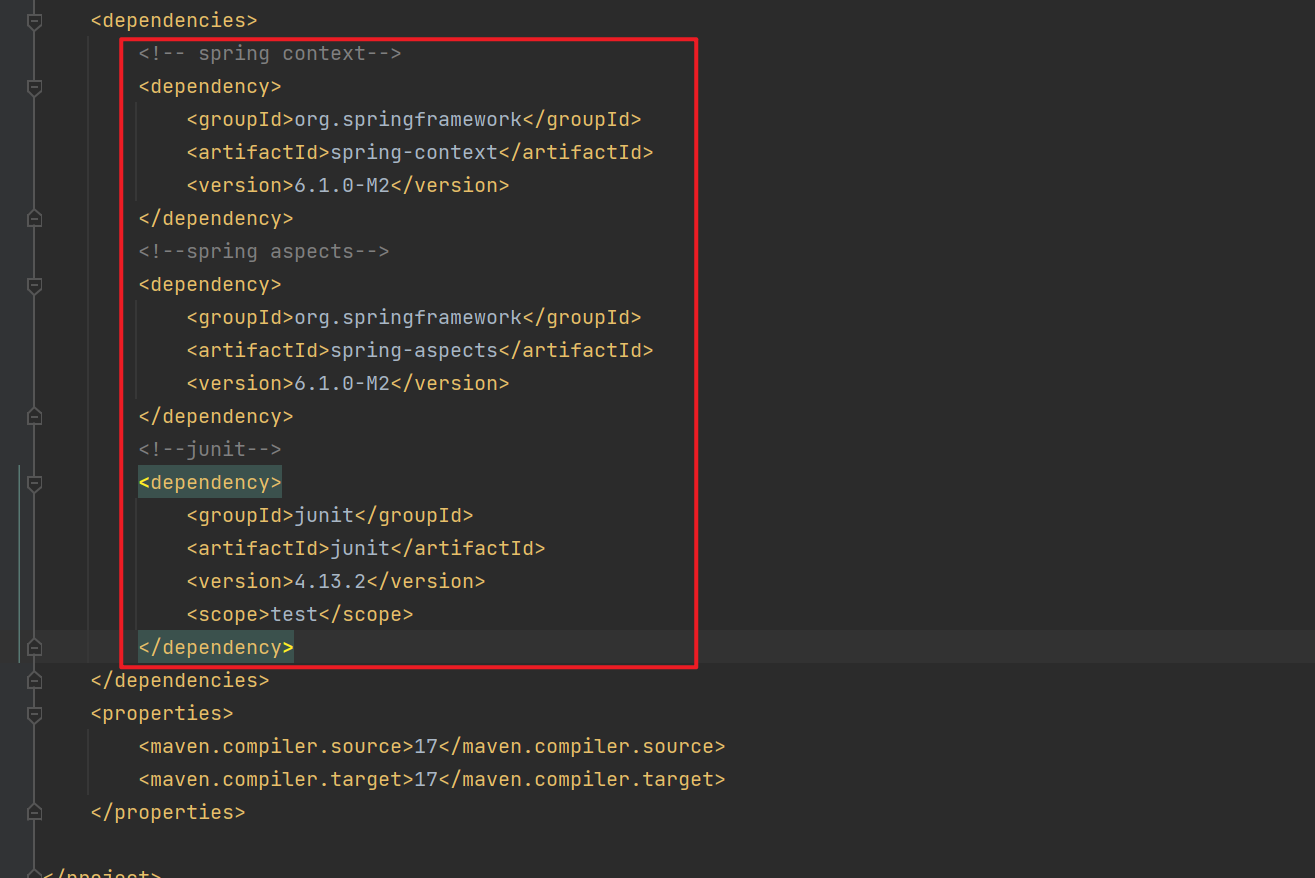 <dependencies>
<!-- spring context-->
<dependency>
<groupId>org.springframework</groupId>
<artifactId>spring-context</artifactId>
<version>6.1.0-M2</version>
</dependency>
<!--spring aspects-->
<dependency>
<groupId>org.springframework</groupId>
<artifactId>spring-aspects</artifactId>
<version>6.1.0-M2</version>
</dependency>
<!--junit-->
<dependency>
<groupId>junit</groupId>
<artifactId>junit</artifactId>
<version>4.13.2</version>
<scope>test</scope>
</dependency>
</dependencies>
<properties>
<maven.compiler.source>17</maven.compiler.source>
<maven.compiler.target>17</maven.compiler.target>
</properties>
</project>